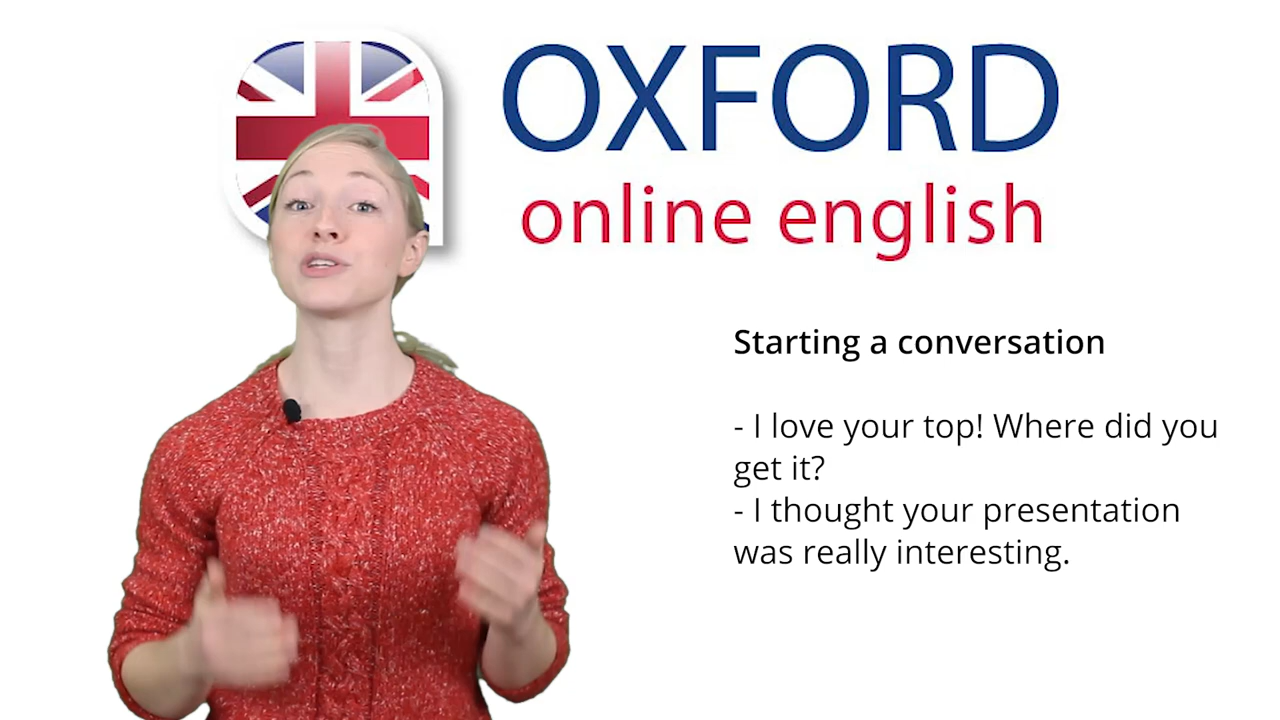 OXFORD
online english
Starting a conversation
- I love your top! Where did you
get it?
- I thought your presentation
was really interesting.